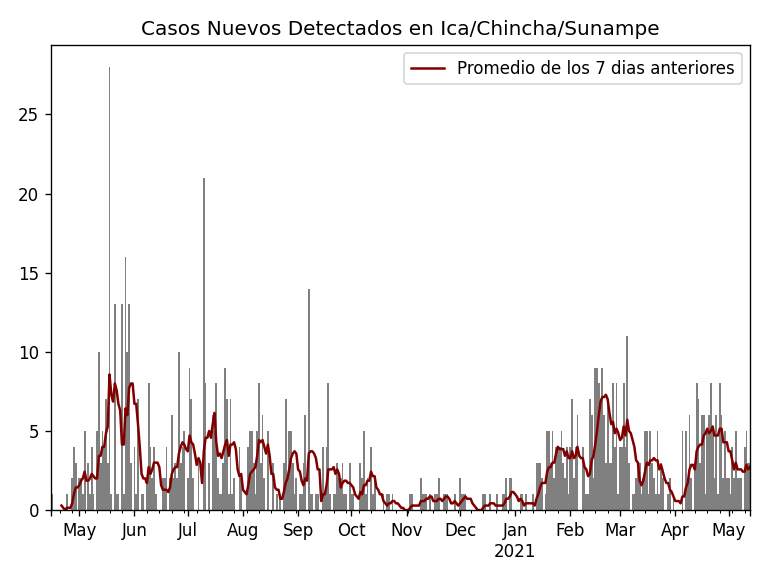 Casos Nuevos Detectados en Ica/Chincha/Sunampe
Promedio de los 7 dias anteriores
25
20
15
10
5
0
May Jun Jul Aug Sep Oct Nov Dec Jan Feb Mar Apr May
2021